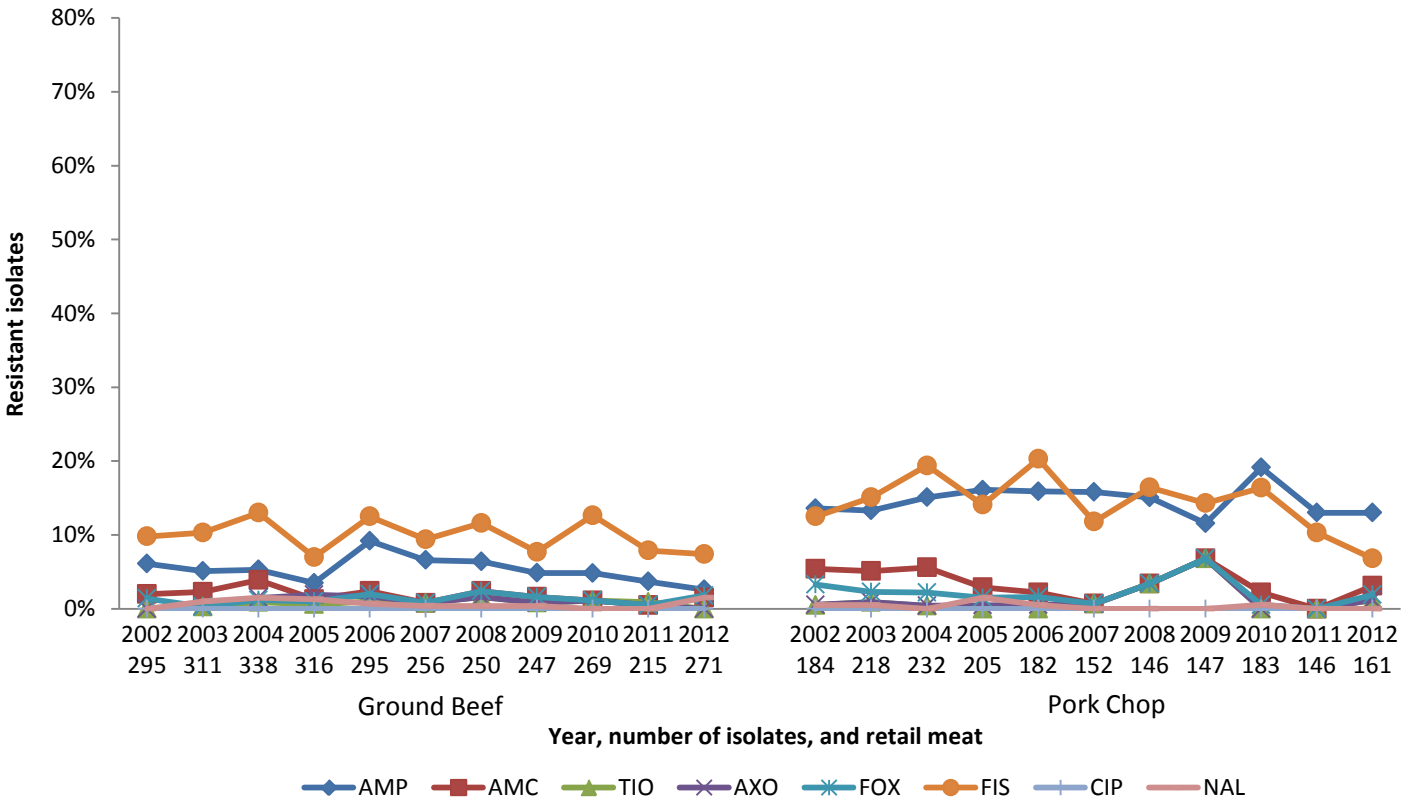 80%
70%
60%
50%
40%
30%
20%
10%
0%
Resistant isolates
2002 2003 2004 2005 2006 2007 2008 2009 2010 2011 2012 2002 2003 2004 2005 2006 2007 2008 2009 2010 2011 2012
295 311 338 316 295 256 250 247 269 215 271 184 218 232 205 182 152 146 147 183 146 161
Ground Beef Pork Chop
Year, number of isolates, and retail meat
AMP AMC TIO AXO FOX FIS CIP NAL